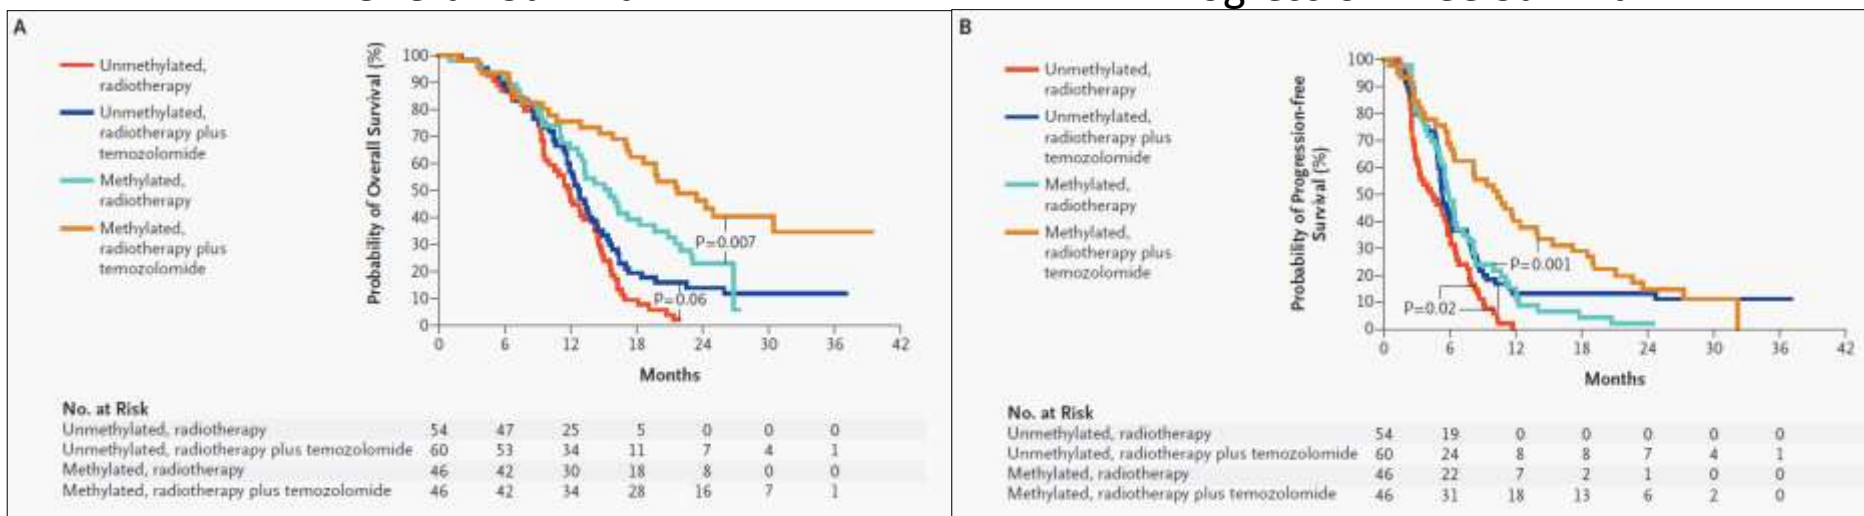 A
Unmethylated,
radiotherapy
Unmethylated,
radiotherapy plus
temozolomide
Methylated,
radiotherapy
Methylated,
radiotherapy plus
temozolomide
Probability of Overall Survival (%)
100
90
80
70
60
50
40
30
20
10
0
P=0.007
P=0.06
0 6 12 18 24 30 36 42
Months
No. at Risk
Unmethylated, radiotherapy 54 47 25 5 0 0 0
Unmethylated, radiotherapy plus temozolomide 60 53 34 11 7 4 1
Methylated, radiotherapy 46 42 30 18 8 0 0
Methylated, radiotherapy plus temozolomide 46 42 34 28 16 7 1
B
Unmethylated,
radiotherapy
Unmethylated,
radiotherapy plus
temozolomide
Methylated,
radiotherapy
Methylated,
radiotherapy plus
temozolomide
Probability of Progression-free
Survival (%)
100
90
80
70
60
50
40
30
20
10
0
P=0.001
P=0.02
0 6 12 18 24 30 36 42
Months
No. at Risk
Unmethylated, radiotherapy 54 19 0 0 0 0 0
Unmethylated, radiotherapy plus temozolomide 60 24 8 8 7 4 1
Methylated, radiotherapy 46 22 7 2 1 0 0
Methylated, radiotherapy plus temozolomide 46 31 18 13 6 2 0